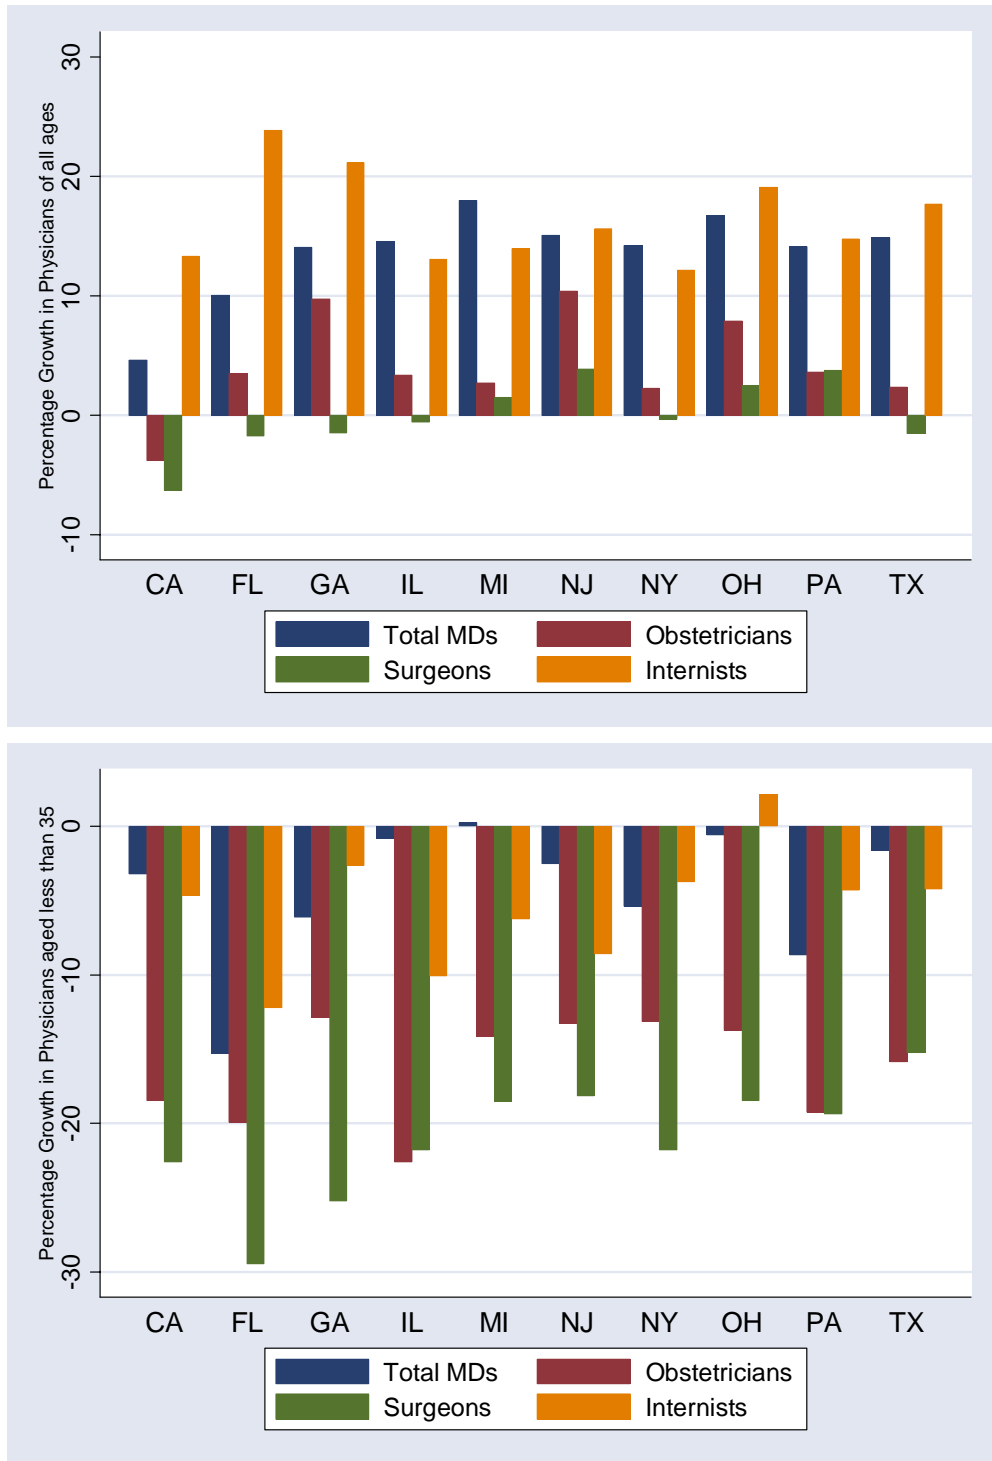 Percentage Growth in Physicians of all ages
30
20
10
0
-10
CA FL GA IL MI NJ NY OH PA TX
Total MDs Obstetricians
Surgeons Internists
Percentage Growth in Physicians aged less than 35
0
-10
-20
-30
CA FL GA IL MI NJ NY OH PA TX
Total MDs Obstetricians
Surgeons Internists